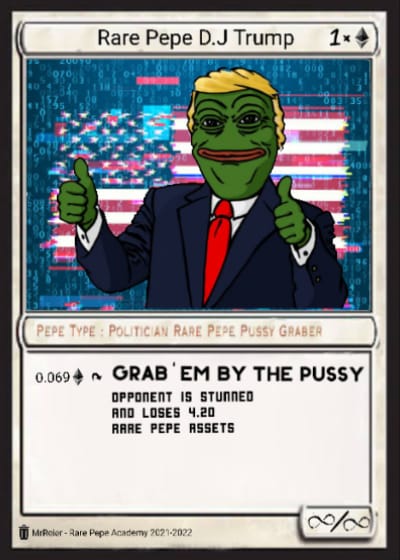 Rare Pepe D.J Trump 1×
Pepe Type : Politician Rare Pepe Pussy Graber
0.069 GRAB'EM BY THE PUSSY
OPPONENT IS STUNNED
AND LOSES 4.20
RARE PEPE ASSETS
∞/∞
MrRoier - Rare Pepe Academy 2021-2022